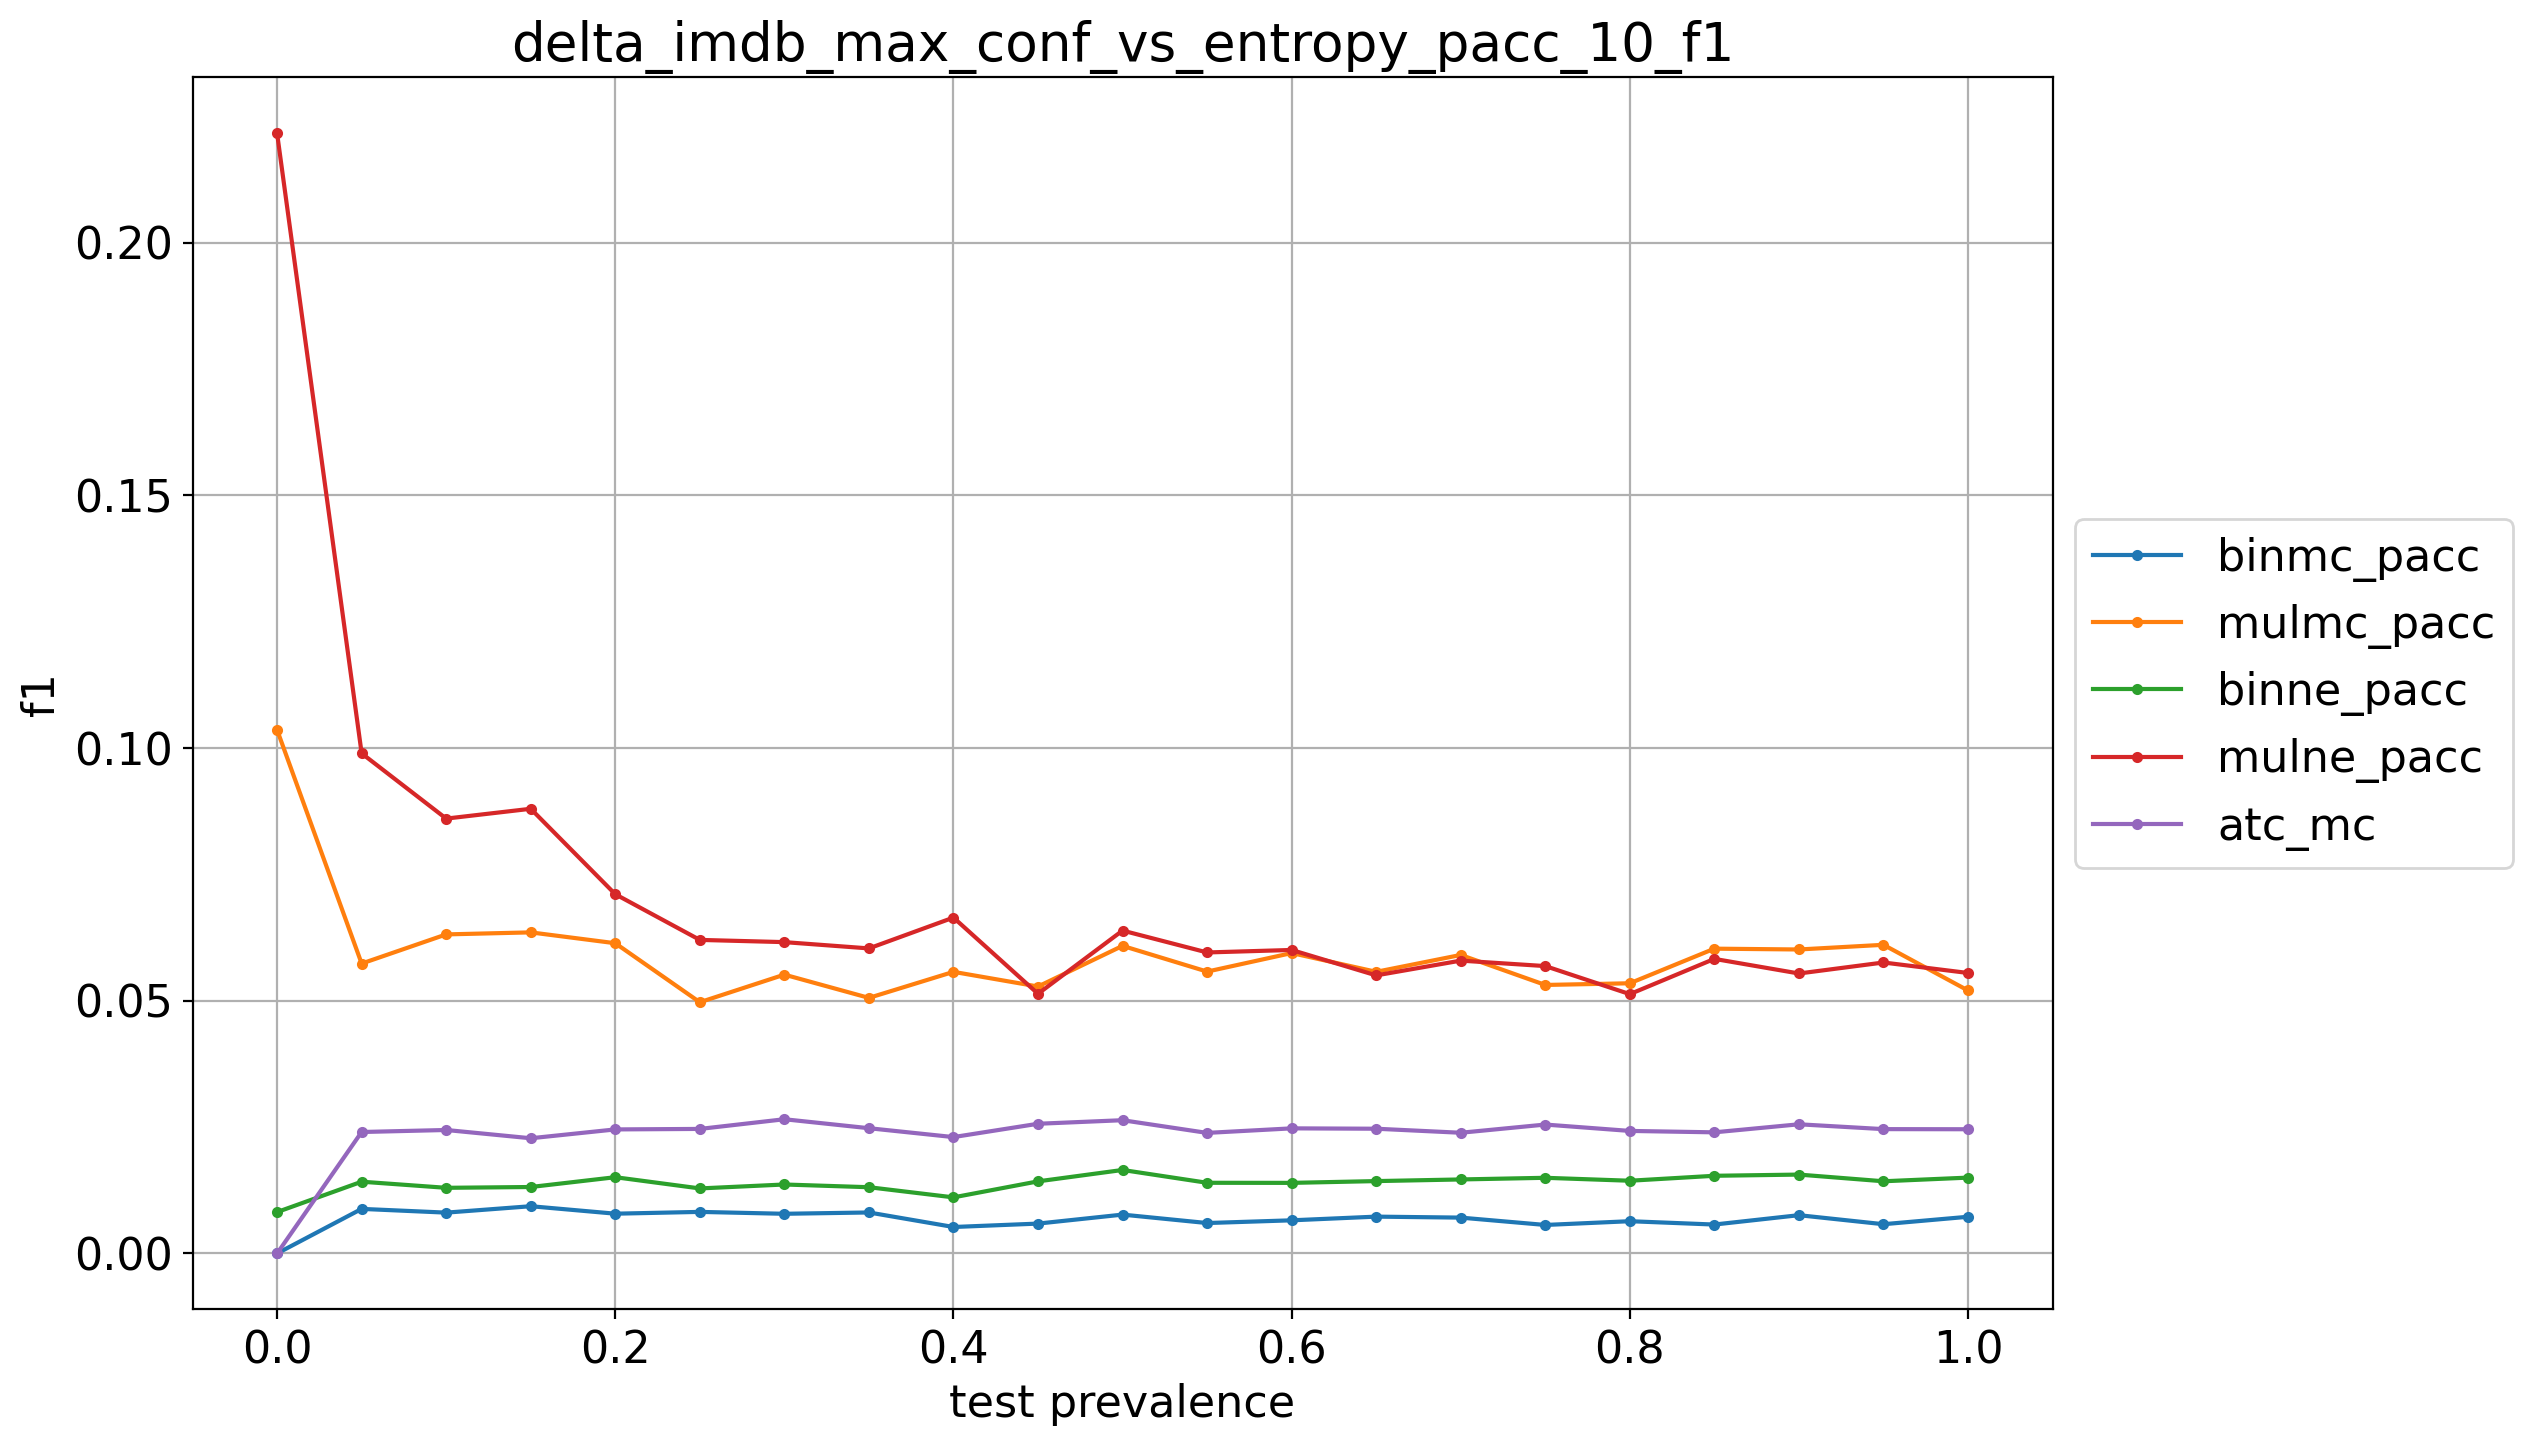 delta_imdb_max_conf_vs_entropy_pacc_10_f1
f1
0.20
0.15
0.10
0.05
0.00
0.0 0.2 0.4 0.6 0.8 1.0
test prevalence
binmc_pacc
mulmc_pacc
binne_pacc
mulne_pacc
atc_mc